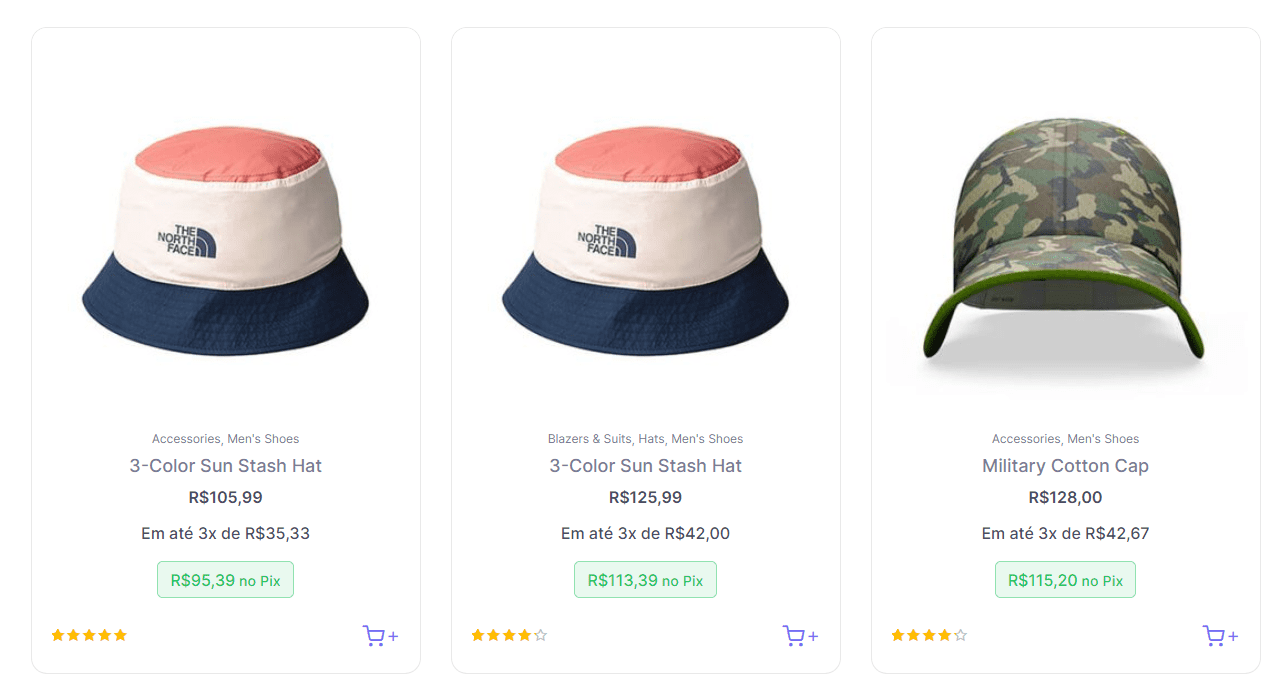 THE
NORTH
FACE
Accessories, Men's Shoes
3-Color Sun Stash Hat
R$105,99
Em até 3x de R$35,33
R$95,39 no Pix
+
THE
NORTH
FACE
Blazers & Suits, Hats, Men's Shoes
3-Color Sun Stash Hat
R$125,99
Em até 3x de R$42,00
R$113,39 no Pix
+
Accessories, Men's Shoes
Military Cotton Cap
R$128,00
Em até 3x de R$42,67
R$115,20 no Pix
+